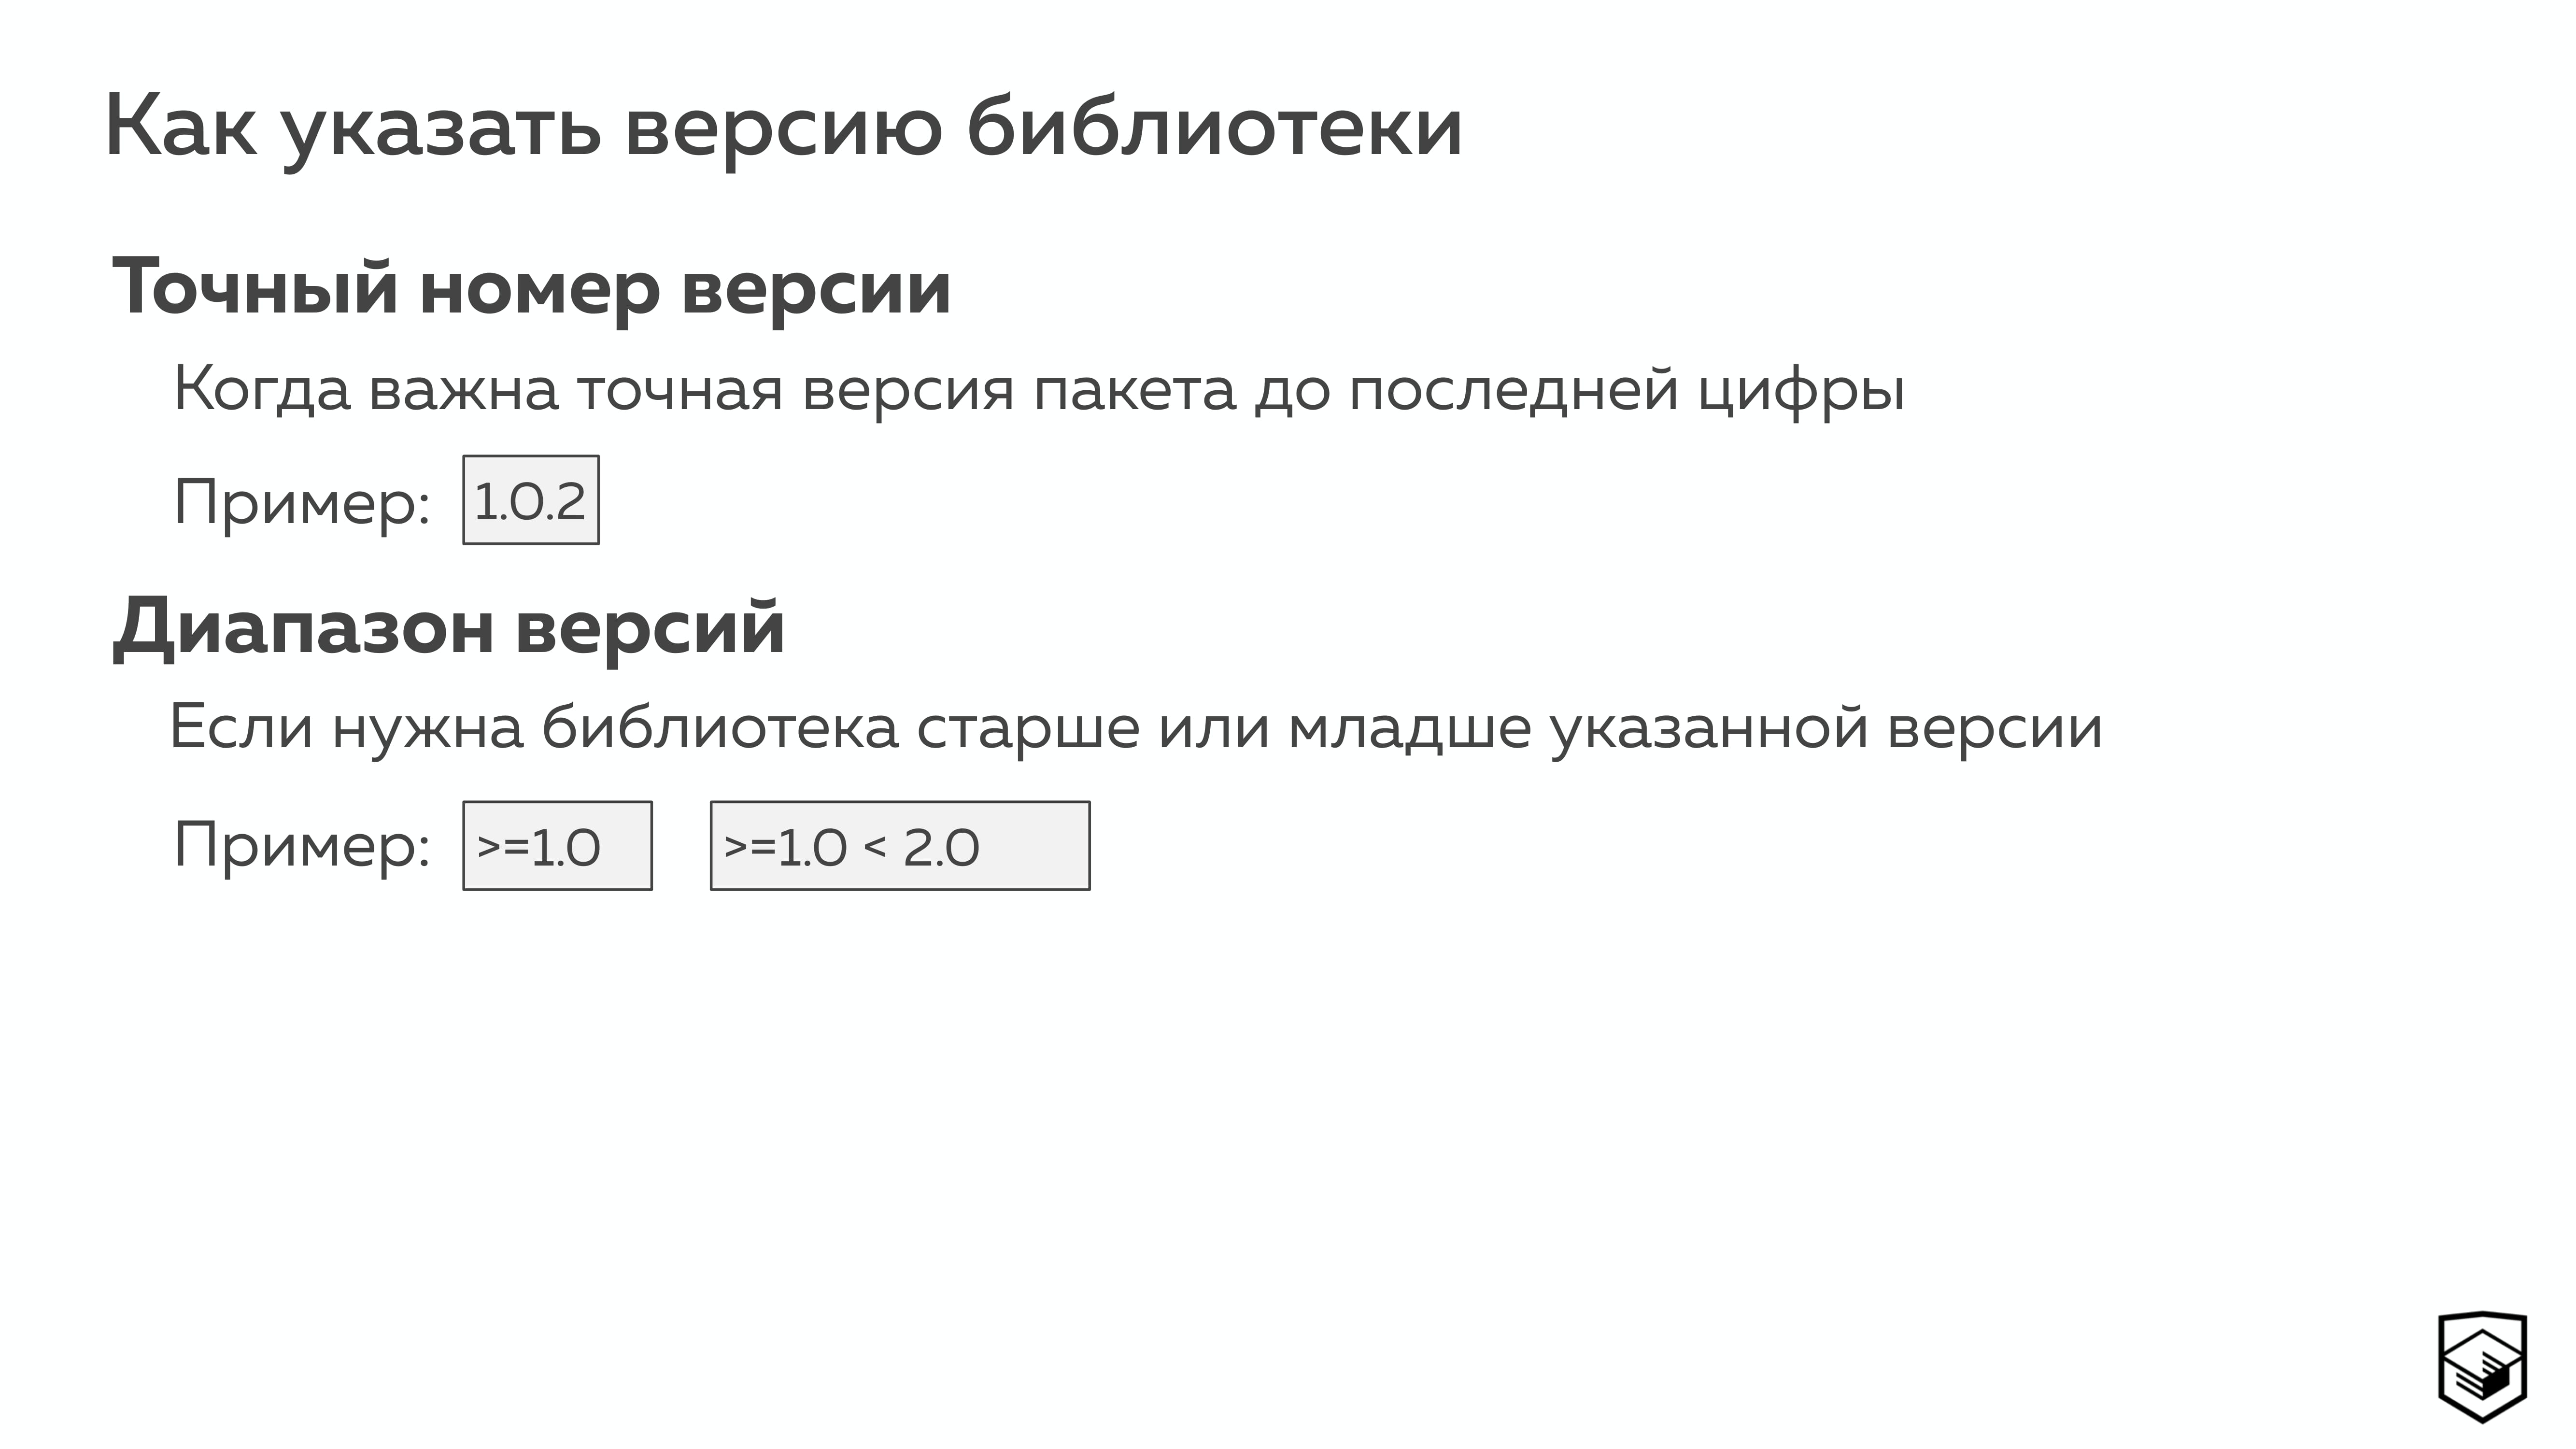 Как указать версию библиотеки
Точный номер версии
Когда важна точная версия пакета до последней цифры
Пример: 1.0.2
Диапазон версий
Если нужна библиотека старше или младше указанной версии
Пример: >=1.0 >=1.0 < 2.0